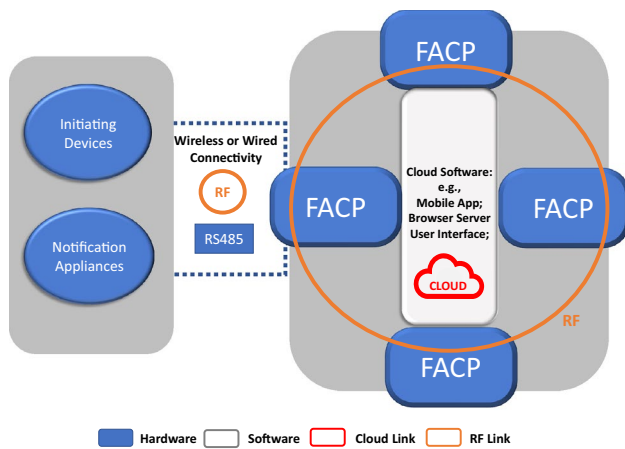 FACP
Initiating
Devices
Wireless or Wired
Connectivity
RF
RS485
Notification
Appliances
FACP
Cloud Software:
e.g.,
Mobile App;
Browser Server
User Interface;
CLOUD
FACP
RF
FACP
Hardware
Software
Cloud Link
RF Link